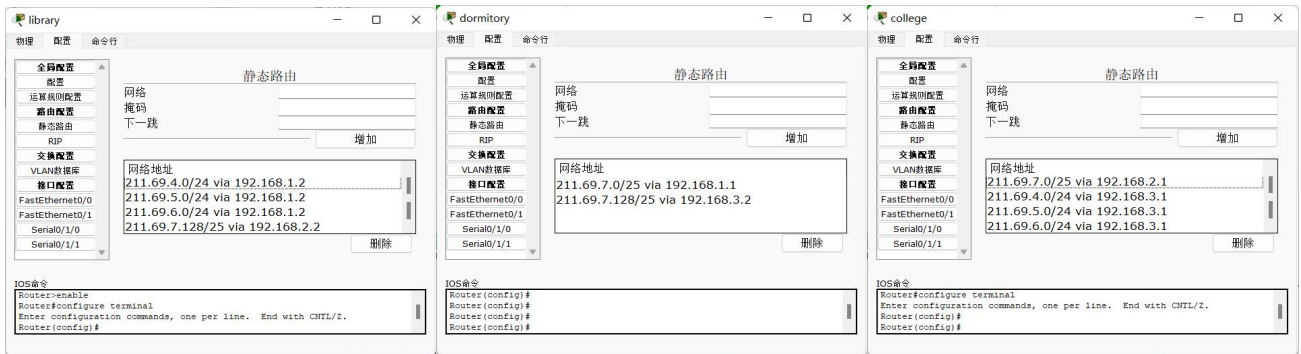 library
物理 配置 命令行
全局配置
配置
运算规则配置
路由配置
静态路由
RIP
交换配置
VLAN数据库
接口配置
FastEthernet0/0
FastEthernet0/1
Serial0/1/0
Serial0/1/1
静态路由
网络
掩码
下一跳
增加
网络地址
211.69.4.0/24 via 192.168.1.2
211.69.5.0/24 via 192.168.1.2
211.69.6.0/24 via 192.168.1.2
211.69.7.128/25 via 192.168.2.2
删除
IOS命令
Router>enable
Router#configure terminal
Enter configuration commands, one per line.  End with CNTL/Z.
Router(config)#
dormitory
物理 配置 命令行
全局配置
配置
运算规则配置
路由配置
静态路由
RIP
交换配置
VLAN数据库
接口配置
FastEthernet0/0
FastEthernet0/1
Serial0/1/0
Serial0/1/1
静态路由
网络
掩码
下一跳
增加
网络地址
211.69.7.0/25 via 192.168.1.1
211.69.7.128/25 via 192.168.3.2
删除
IOS命令
Router(config)#
Router(config)#
Router(config)#
Router(config)#
college
物理 配置 命令行
全局配置
配置
运算规则配置
路由配置
静态路由
RIP
交换配置
VLAN数据库
接口配置
FastEthernet0/0
FastEthernet0/1
Serial0/1/0
Serial0/1/1
静态路由
网络
掩码
下一跳
增加
网络地址
211.69.7.0/25 via 192.168.2.1
211.69.4.0/24 via 192.168.3.1
211.69.5.0/24 via 192.168.3.1
211.69.6.0/24 via 192.168.3.1
删除
IOS命令
Router#configure terminal
Enter configuration commands, one per line.  End with CNTL/Z.
Router(config)#
Router(config)#